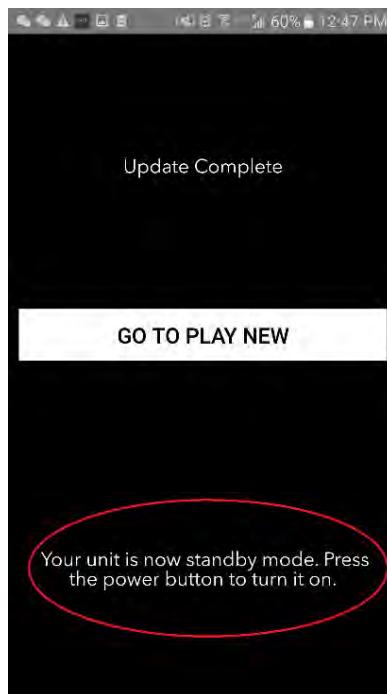 60% 12:47 PM
Update Complete
GO TO PLAY NEW
Your unit is now standby mode. Press
the power button to turn it on.